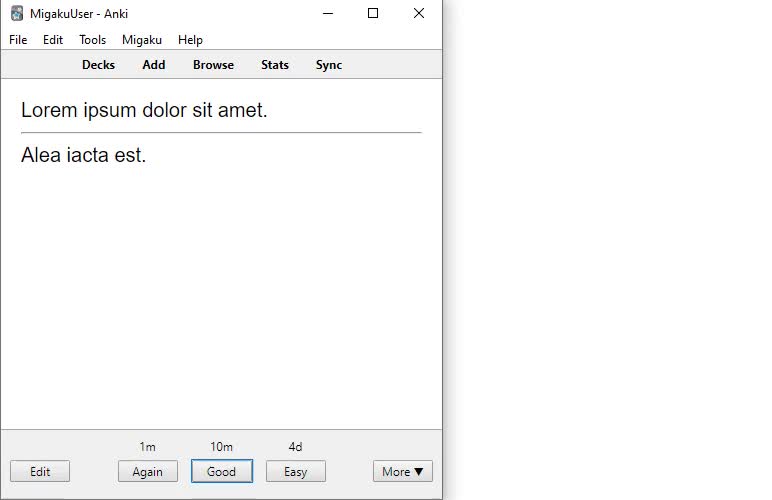 MigakuUser - Anki
File Edit Tools Migaku Help
Decks Add Browse Stats Sync
Lorem ipsum dolor sit amet.
Alea iacta est.
1m 10m 4d
Edit Again Good Easy More ▼